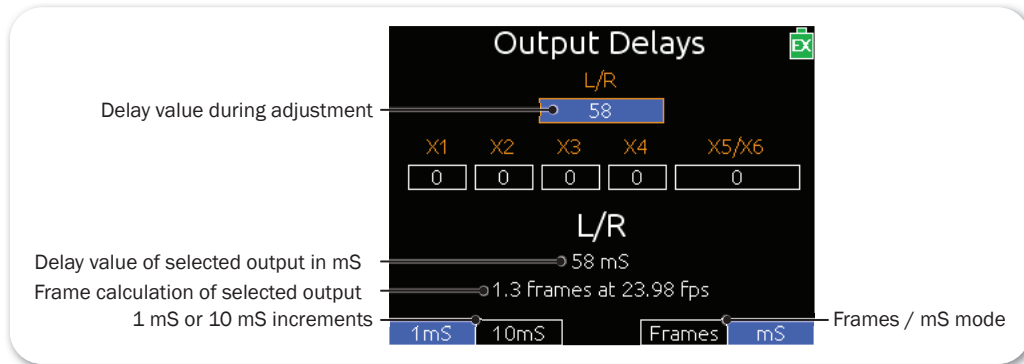 Output Delays
EX
L/R
Delay value during adjustment
58
X1 X2 X3 X4 X5/X6
0 0 0 0 0
L/R
Delay value of selected output in mS
58 mS
Frame calculation of selected output
1.3 frames at 23.98 fps
1 mS or 10 mS increments
1mS 10mS Frames mS
Frames / mS mode